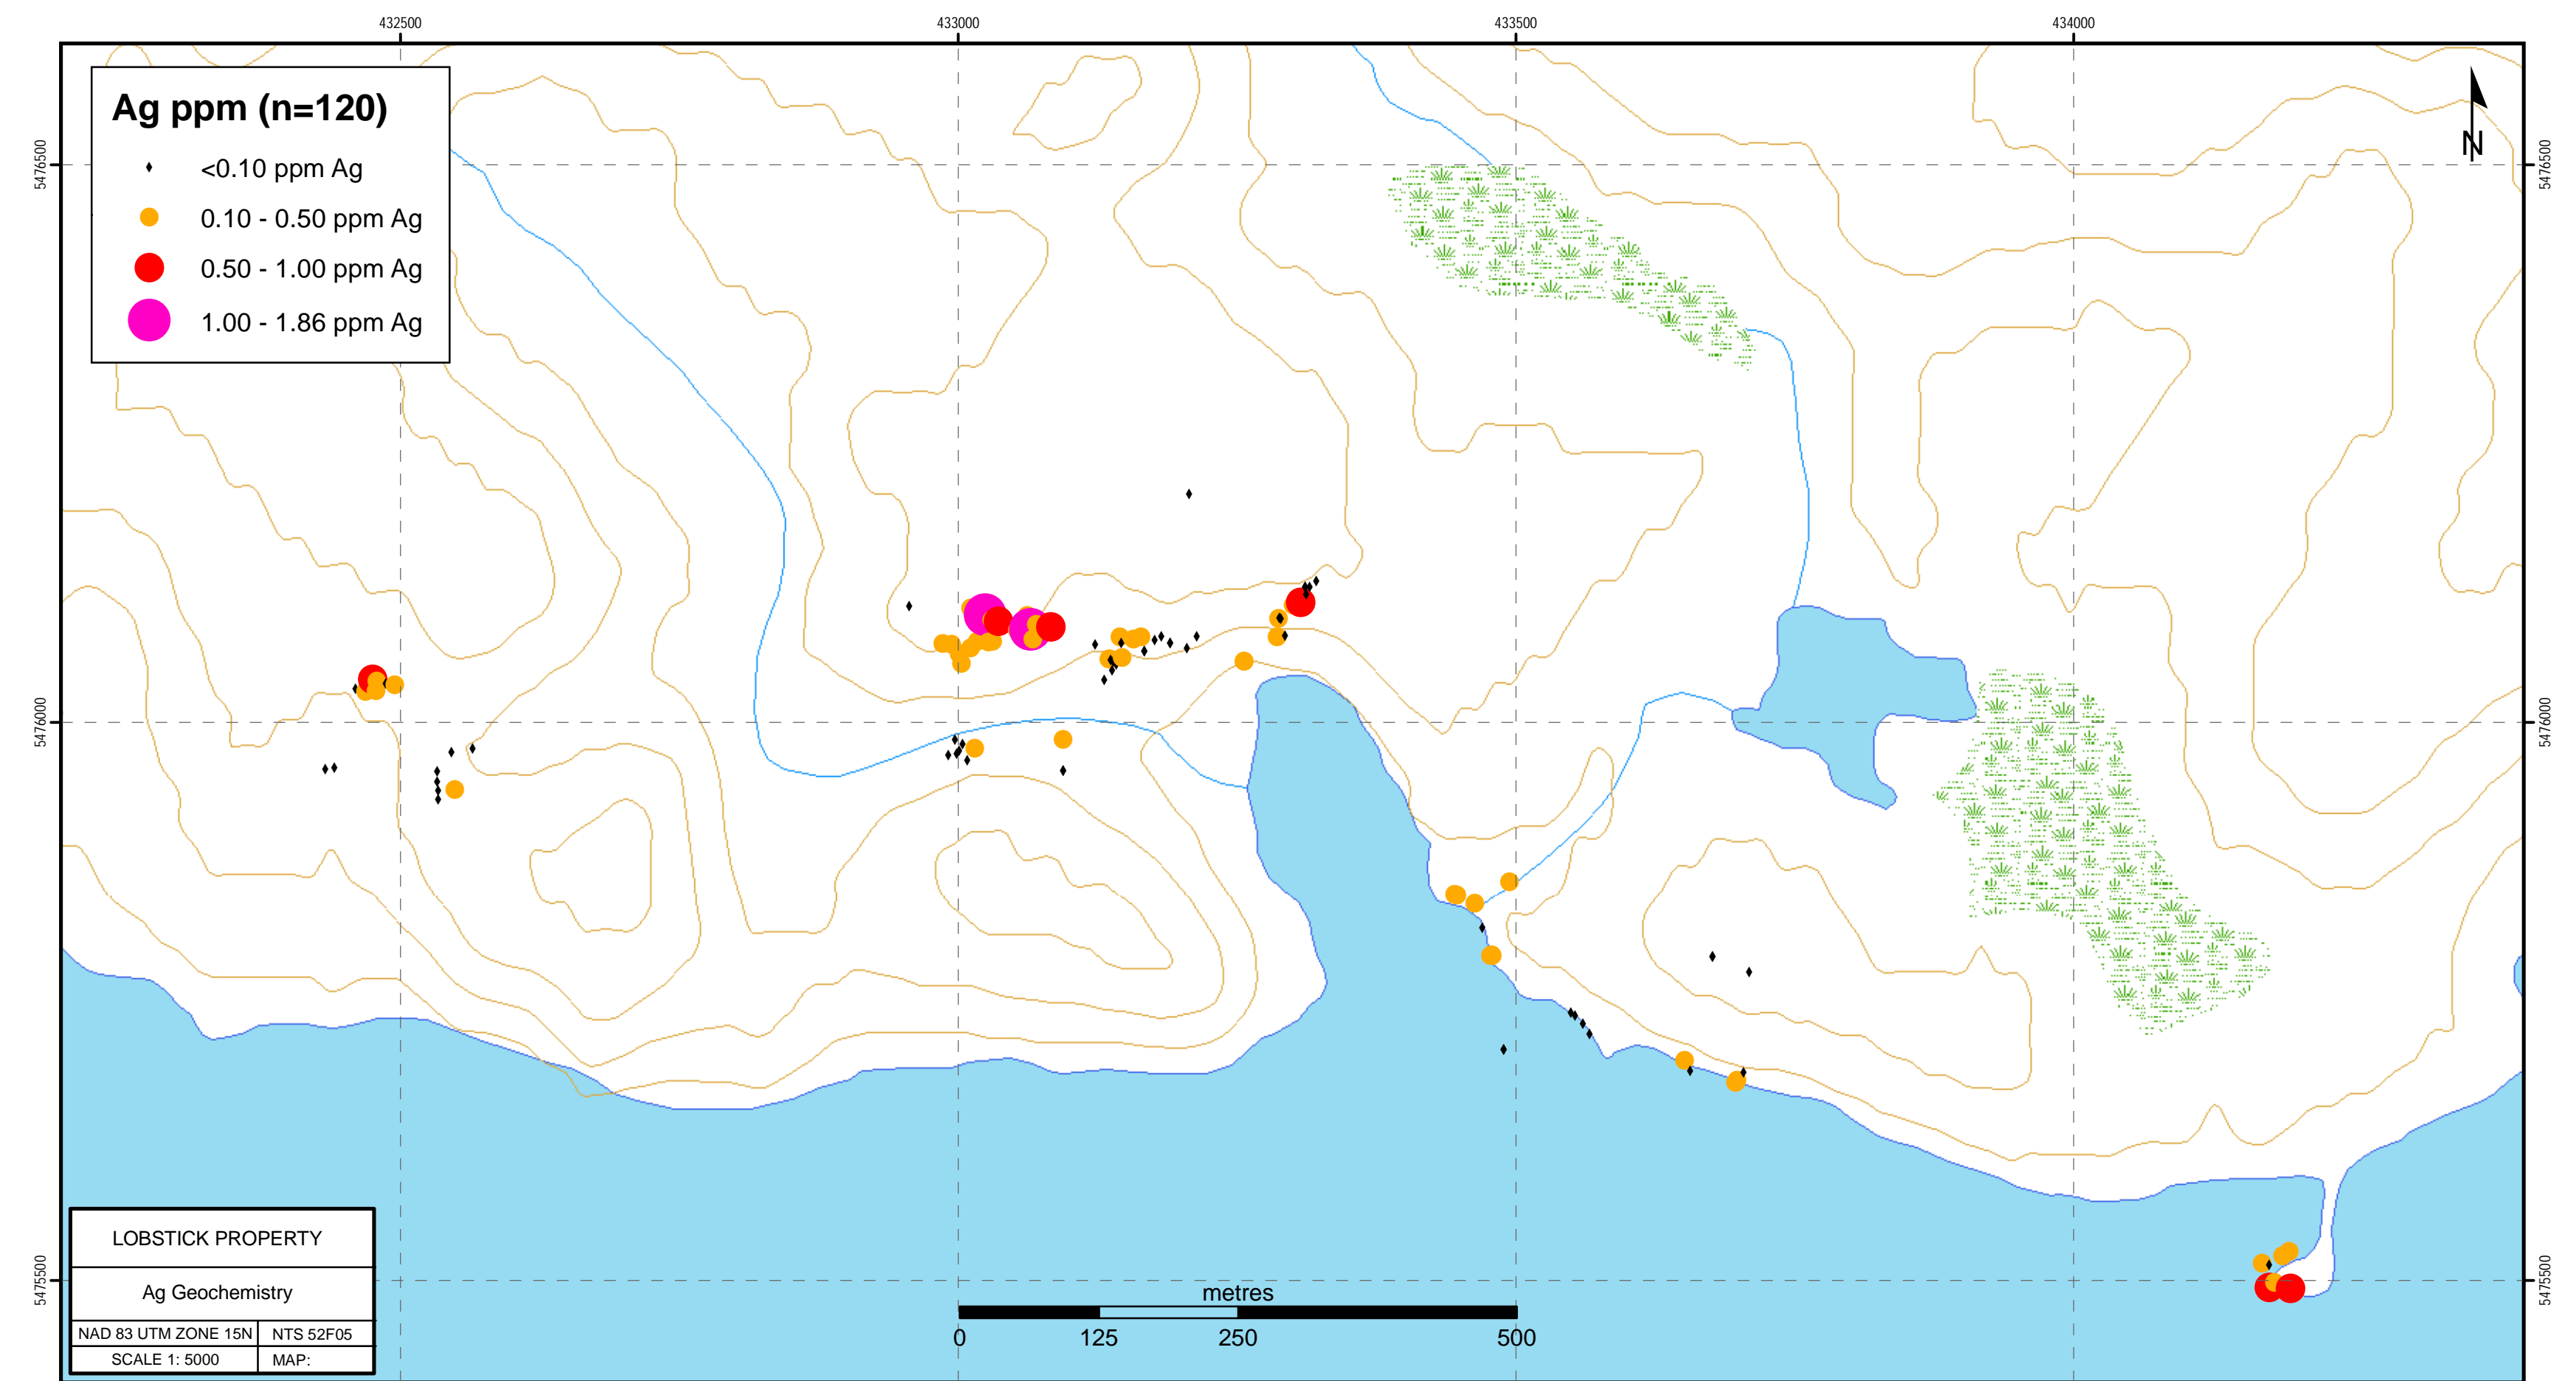 432500 433000 433500 434000
Ag ppm (n=120)
<0.10 ppm Ag
0.10 - 0.50 ppm Ag
0.50 - 1.00 ppm Ag
1.00 - 1.86 ppm Ag
N
5476500 5476500
5476000 5476000
5475500 5475500
LOBSTICK PROPERTY
Ag Geochemistry
NAD 83 UTM ZONE 15N NTS 52F05
SCALE 1: 5000 MAP:
metres
0 125 250 500